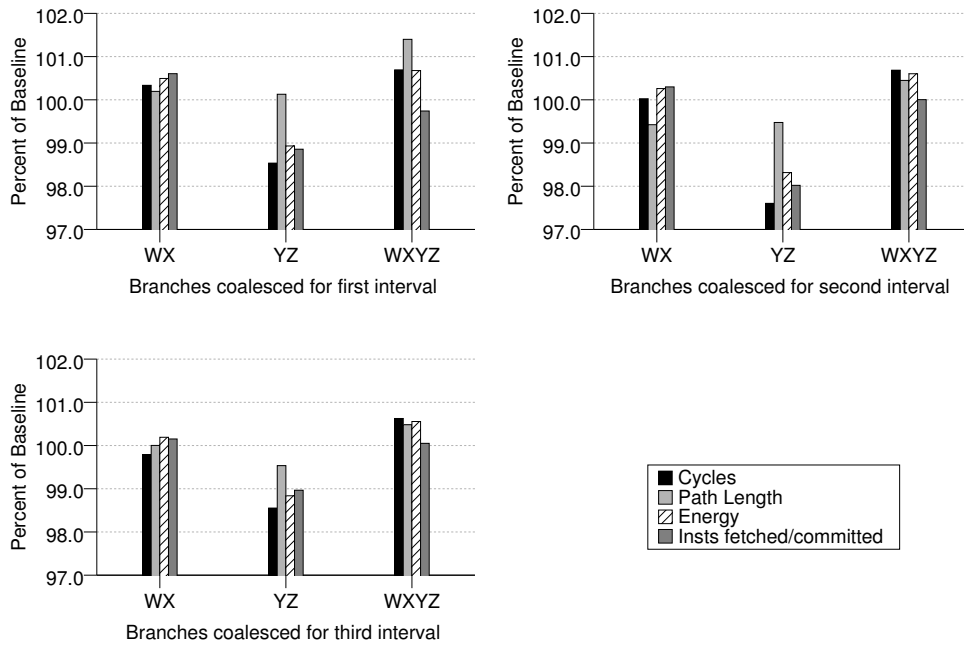 102.0
101.0
100.0
99.0
98.0
97.0
Percent of Baseline
WX
YZ
WXYZ
Branches coalesced for first interval
102.0
101.0
100.0
99.0
98.0
97.0
Percent of Baseline
WX
YZ
WXYZ
Branches coalesced for second interval
102.0
101.0
100.0
99.0
98.0
97.0
Percent of Baseline
WX
YZ
WXYZ
Branches coalesced for third interval
Cycles
Path Length
Energy
Insts fetched/committed